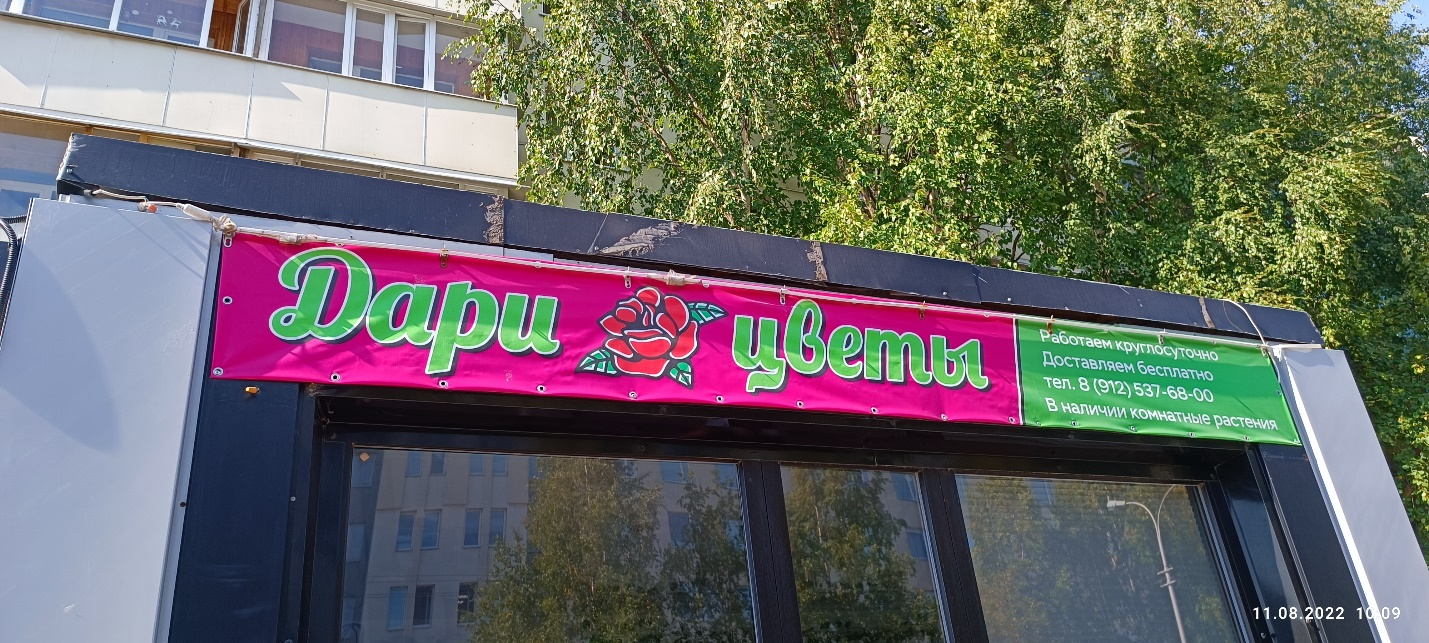 Дари цветы
Работаем круглосуточно
Доставляем бесплатно
тел. 8 (912) 537-68-00
В наличии комнатные растения
11.08.2022 10:09